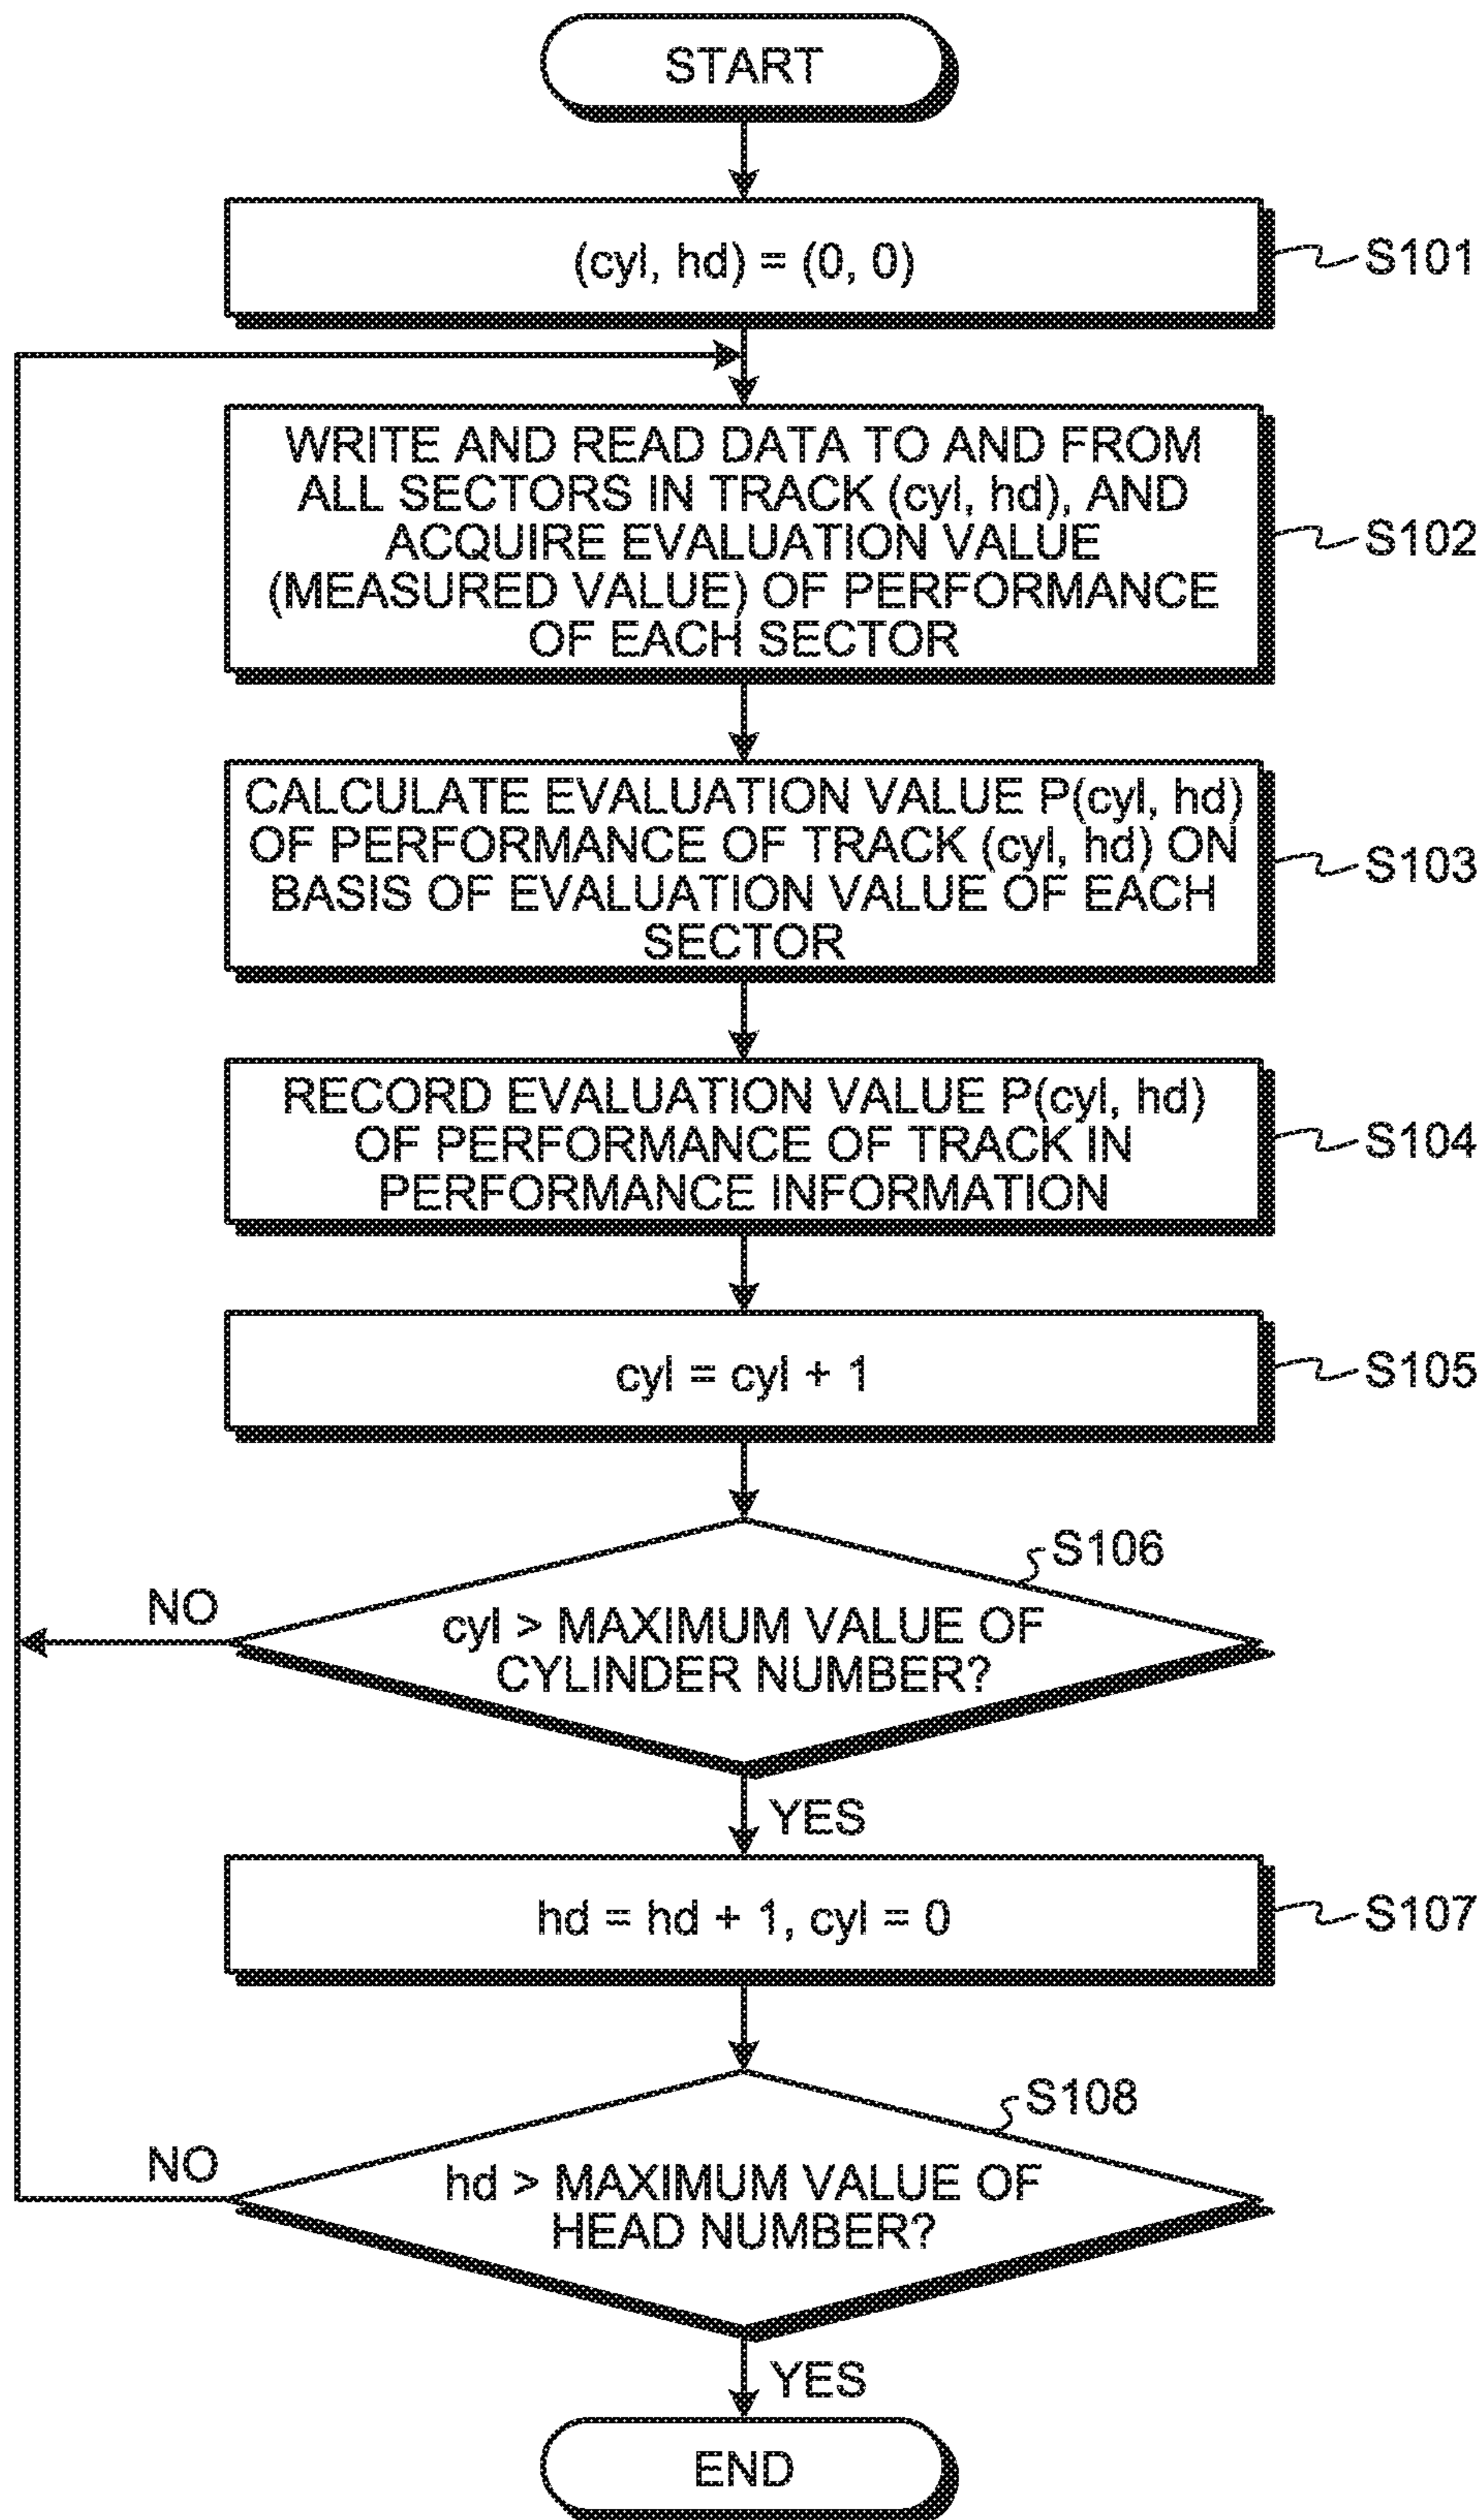 START
(cyl, hd) = (0, 0)
S101
WRITE AND READ DATA TO AND FROM
ALL SECTORS IN TRACK (cyl, hd), AND
ACQUIRE EVALUATION VALUE
(MEASURED VALUE) OF PERFORMANCE
OF EACH SECTOR
S102
CALCULATE EVALUATION VALUE P(cyl, hd)
OF PERFORMANCE OF TRACK (cyl, hd) ON
BASIS OF EVALUATION VALUE OF EACH
SECTOR
S103
RECORD EVALUATION VALUE P(cyl, hd)
OF PERFORMANCE OF TRACK IN
PERFORMANCE INFORMATION
S104
cyl = cyl + 1
S105
S106
NO
cyl > MAXIMUM VALUE OF
CYLINDER NUMBER?
YES
hd = hd + 1, cyl = 0
S107
S108
NO
hd > MAXIMUM VALUE OF
HEAD NUMBER?
YES
END